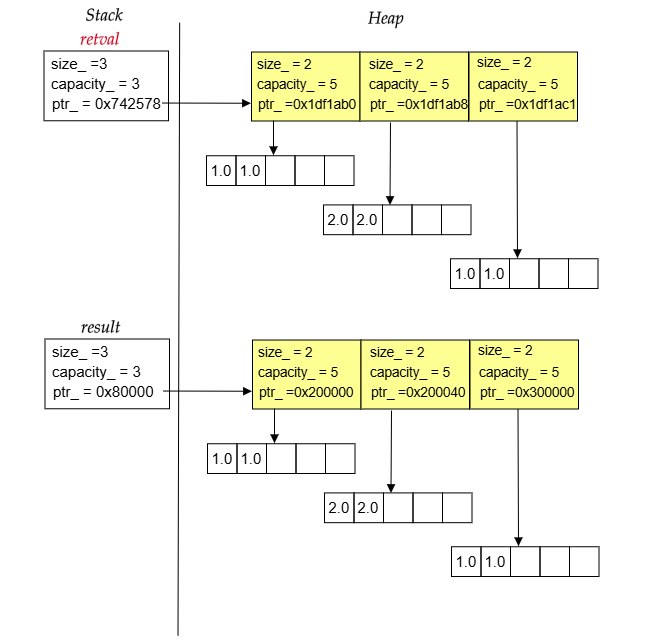 Stack
Heap
retval
size_ =3
capacity_ = 3
ptr_ = 0x742578
size_ = 2
capacity_ = 5
ptr_ =0x1df1ab0
size_ = 2
capacity_ = 5
ptr_ =0x1df1ab8
size_ = 2
capacity_ = 5
ptr_ =0x1df1ac1
1.0 1.0
2.0 2.0
1.0 1.0
result
size_ =3
capacity_ = 3
ptr_ = 0x80000
size_ = 2
capacity_ = 5
ptr_ =0x200000
size_ = 2
capacity_ = 5
ptr_ =0x200040
size_ = 2
capacity_ = 5
ptr_ =0x300000
1.0 1.0
2.0 2.0
1.0 1.0